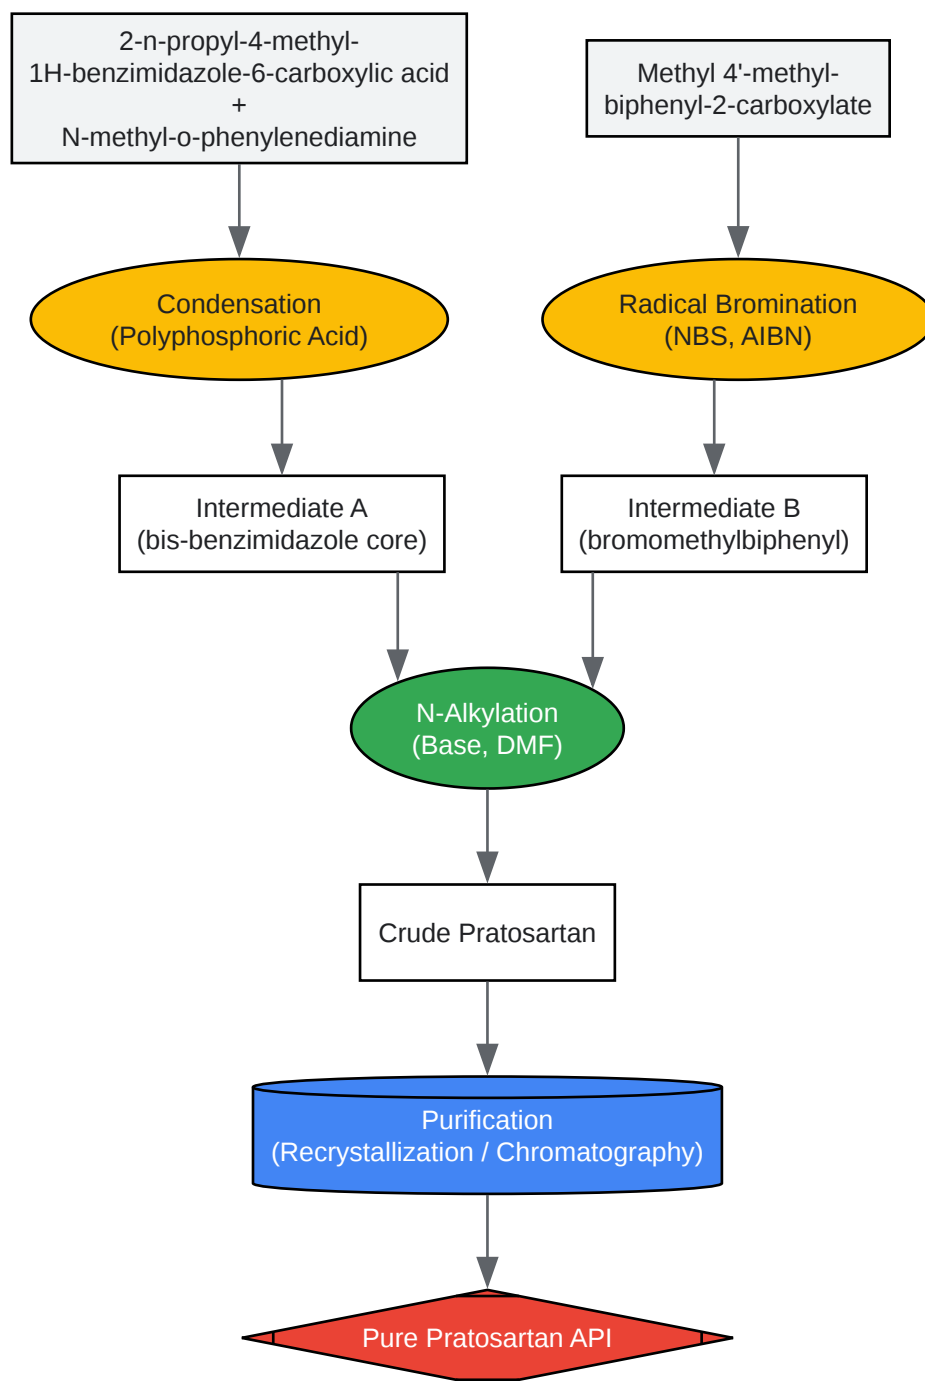 2-n-propyl-4-methyl-
1H-benzimidazole-6-carboxylic acid
+
N-methyl-o-phenylenediamine
Methyl 4'-methyl-
biphenyl-2-carboxylate
Condensation
(Polyphosphoric Acid)
Radical Bromination
(NBS, AIBN)
Intermediate A
(bis-benzimidazole core)
Intermediate B
(bromomethylbiphenyl)
N-Alkylation
(Base, DMF)
Crude Pratosartan
Purification
(Recrystallization / Chromatography)
Pure Pratosartan API